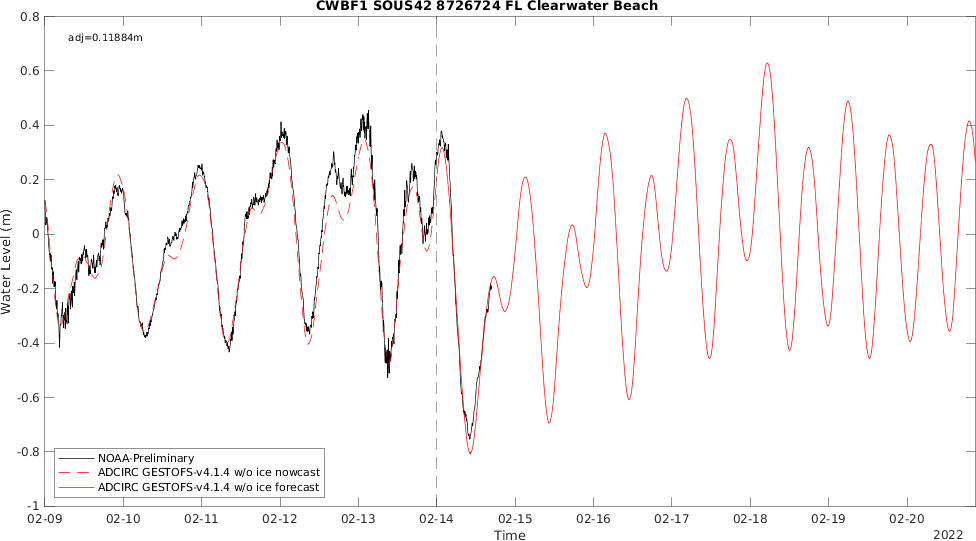 CWBF1 SOUS42 8726724 FL Clearwater Beach
adj=0.11884m
0.8
0.6
0.4
0.2
0
-0.2
-0.4
-0.6
-0.8
-1
Water Level (m)
NOAA-Preliminary
ADCIRC GESTOFS-v4.1.4 w/o ice nowcast
ADCIRC GESTOFS-v4.1.4 w/o ice forecast
02-09 02-10 02-11 02-12 02-13 02-14 02-15 02-16 02-17 02-18 02-19 02-20
Time
2022